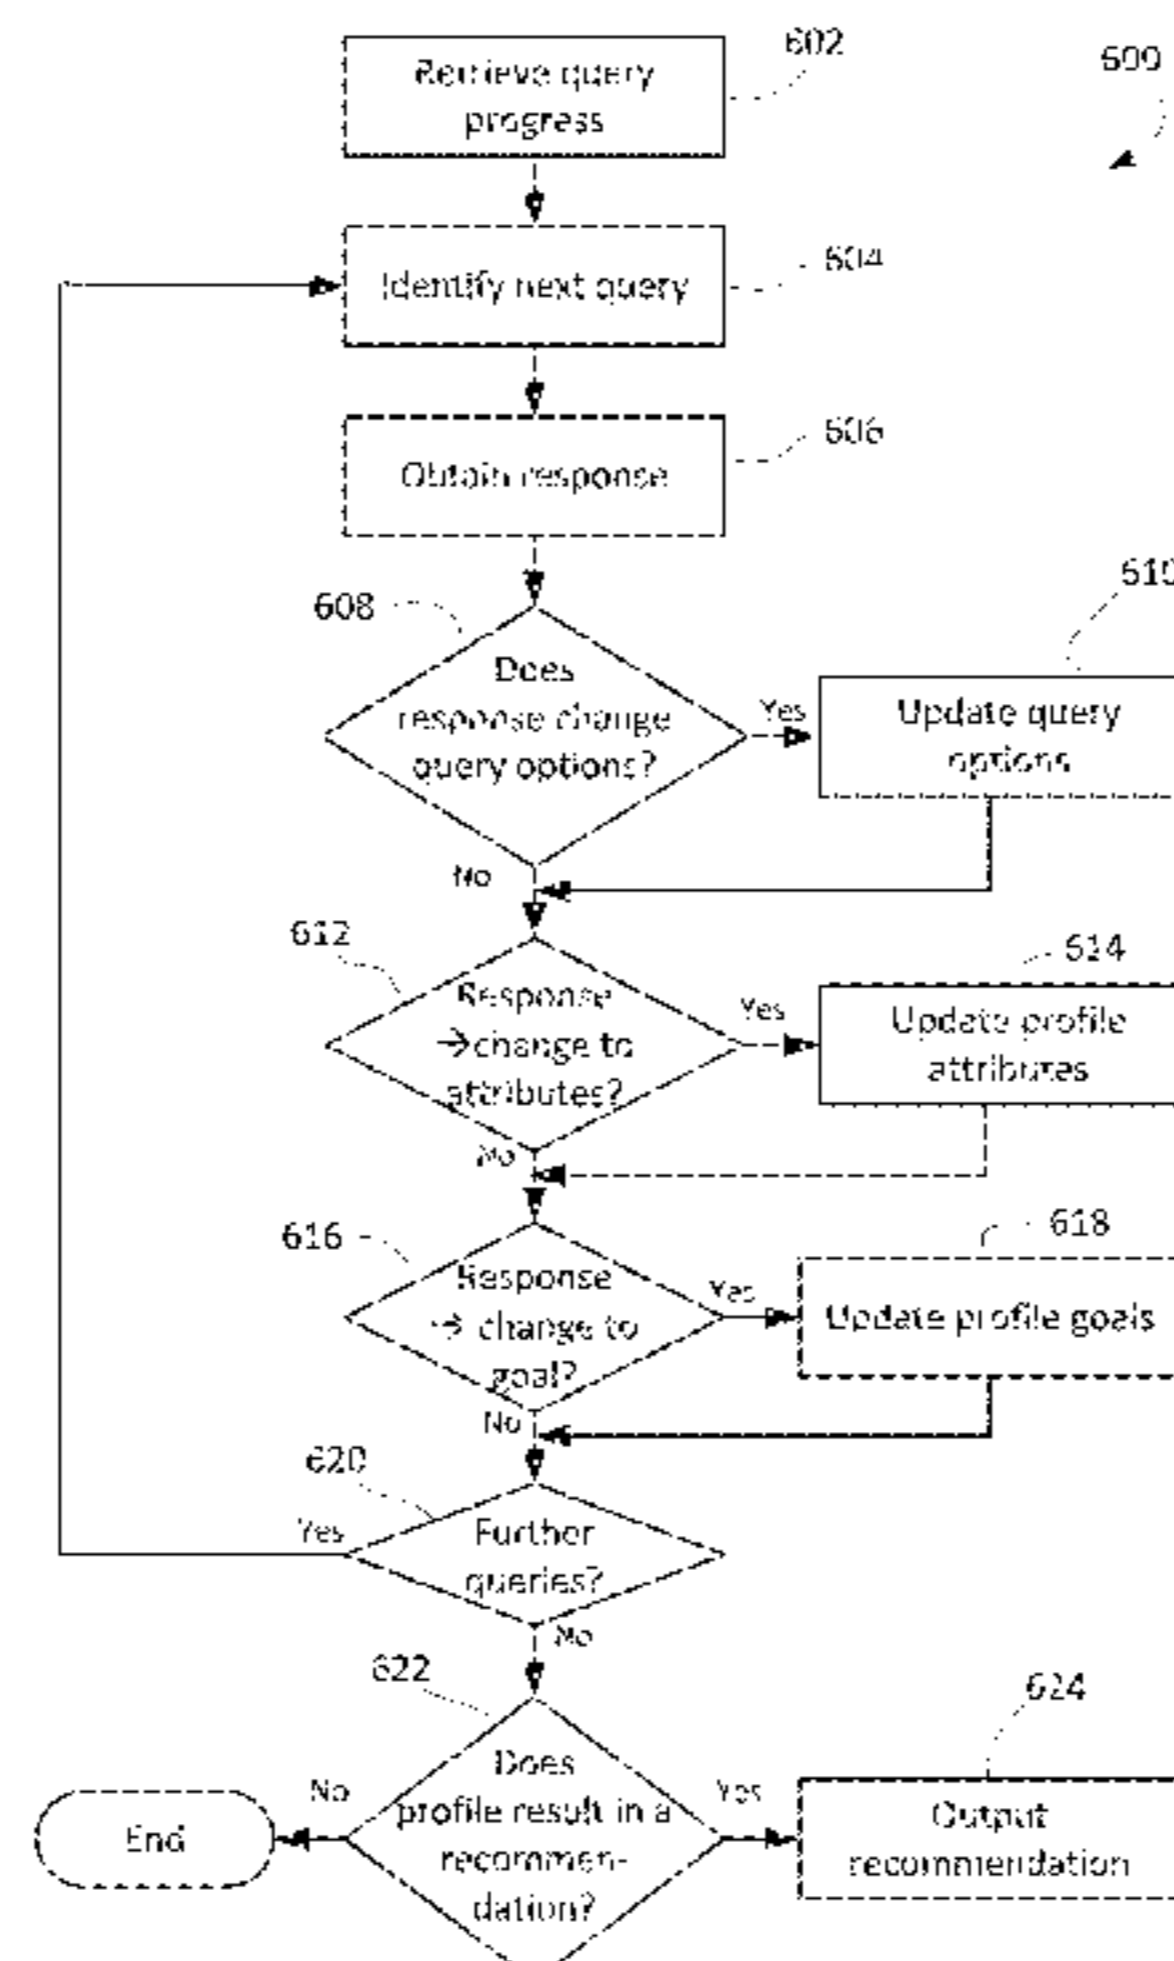 602
600
Retrieve query
progress
604
Identify next query
606
Obtain response
608
610
Does
response change
query options?
Yes
Update query
options
No
612
614
Response
→change to
attributes?
Yes
Update profile
attributes
No
616
618
Response
→ change to
goal?
Yes
Update profile goals
No
620
Yes
Further
queries?
No
622
624
Does
profile result in a
recommen-
dation?
No
Yes
End
Output
recommendation